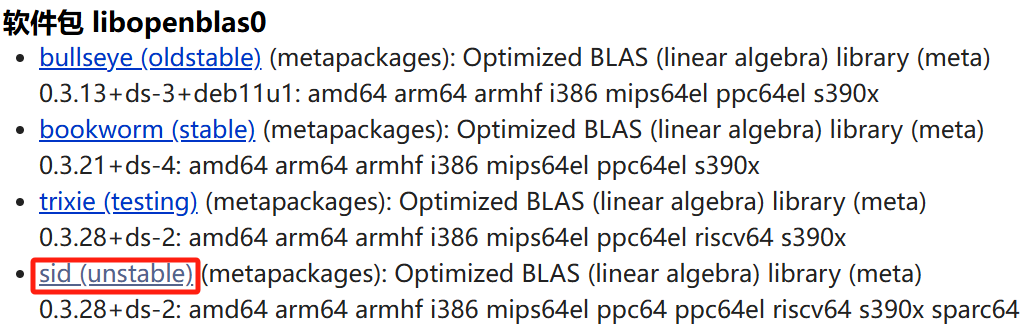 软件包 libopenblas0
bullseye (oldstable) (metapackages): Optimized BLAS (linear algebra) library (meta)
0.3.13+ds-3+deb11u1: amd64 arm64 armhf i386 mips64el ppc64el s390x
bookworm (stable) (metapackages): Optimized BLAS (linear algebra) library (meta)
0.3.21+ds-4: amd64 arm64 armhf i386 mips64el ppc64el s390x
trixie (testing) (metapackages): Optimized BLAS (linear algebra) library (meta)
0.3.28+ds-2: amd64 arm64 armhf i386 mips64el ppc64el riscv64 s390x
sid (unstable) (metapackages): Optimized BLAS (linear algebra) library (meta)
0.3.28+ds-2: amd64 arm64 armhf i386 mips64el ppc64 ppc64el riscv64 s390x sparc64